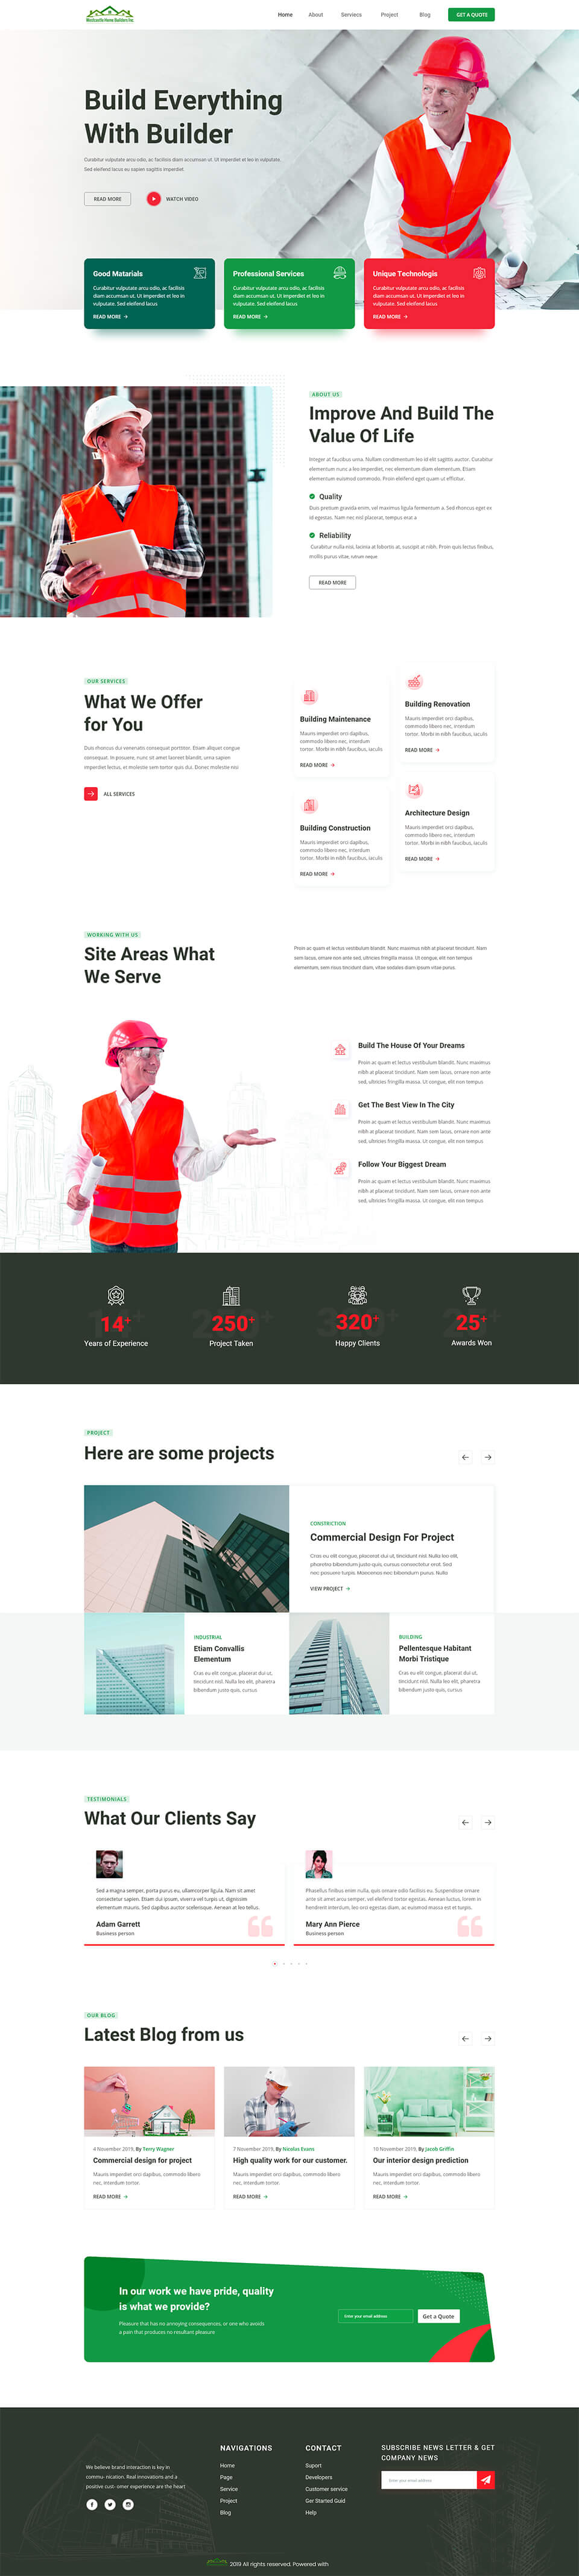 Westcastle Home Builders Inc.
Home About Serviecs Project Blog GET A QUOTE
Build Everything
With Builder
Curabitur vulputate arcu odio, ac facilisis diam accumsan ut. Ut imperdiet et leo in vulputate.
Sed eleifend lacus eu sapien sagittis imperdiet.
READ MORE WATCH VIDEO
Good Matarials
Curabitur vulputate arcu odio, ac facilisis
diam accumsan ut. Ut imperdiet et leo in
vulputate. Sed eleifend lacus
READ MORE
Professional Services
Curabitur vulputate arcu odio, ac facilisis
diam accumsan ut. Ut imperdiet et leo in
vulputate. Sed eleifend lacus
READ MORE
Unique Technologis
Curabitur vulputate arcu odio, ac facilisis
diam accumsan ut. Ut imperdiet et leo in
vulputate. Sed eleifend lacus
READ MORE
ABOUT US
Improve And Build The
Value Of Life
Integer at faucibus urna. Nullam condimentum leo id elit sagittis auctor. Curabitur
elementum nunc a leo imperdiet, nec elementum diam elementum. Etiam
elementum euismod commodo. Proin eleifend eget quam ut efficitur.
Quality
Duis pretium gravida enim, vel maximus ligula fermentum a. Sed rhoncus eget ex
id egestas. Nam nec nisl placerat, tempus erat a
Reliability
Curabitur nulla nisi, lacinia at lobortis at, suscipit at nibh. Proin quis lectus finibus,
mollis purus vitae, rutrum neque
READ MORE
OUR SERVICES
What We Offer
for You
Duis rhoncus dui venenatis consequat porttitor. Etiam aliquet congue
consequat. In posuere, nunc sit amet laoreet blandit, urna sapien
imperdiet lectus, et molestie sem tortor quis dui. Donec molestie nisi
ALL SERVICES
Building Maintenance
Mauris imperdiet orci dapibus,
commodo libero nec, interdum
tortor. Morbi in nibh faucibus, iaculis
READ MORE
Building Renovation
Mauris imperdiet orci dapibus,
commodo libero nec, interdum
tortor. Morbi in nibh faucibus, iaculis
READ MORE
Building Construction
Mauris imperdiet orci dapibus,
commodo libero nec, interdum
tortor. Morbi in nibh faucibus, iaculis
READ MORE
Architecture Design
Mauris imperdiet orci dapibus,
commodo libero nec, interdum
tortor. Morbi in nibh faucibus, iaculis
READ MORE
WORKING WITH US
Site Areas What
We Serve
Proin ac quam et lectus vestibulum blandit. Nunc maximus nibh at placerat tincidunt. Nam
sem lacus, ornare non ante sed, ultricies fringilla massa. Ut congue, elit non tempus
elementum, sem risus tincidunt diam, vitae sodales diam ipsum vitae purus.
Build The House Of Your Dreams
Proin ac quam et lectus vestibulum blandit. Nunc maximus
nibh at placerat tincidunt. Nam sem lacus, ornare non ante
sed, ultricies fringilla massa. Ut congue, elit non tempus
Get The Best View In The City
Proin ac quam et lectus vestibulum blandit. Nunc maximus
nibh at placerat tincidunt. Nam sem lacus, ornare non ante
sed, ultricies fringilla massa. Ut congue, elit non tempus
Follow Your Biggest Dream
Proin ac quam et lectus vestibulum blandit. Nunc maximus
nibh at placerat tincidunt. Nam sem lacus, ornare non ante
sed, ultricies fringilla massa. Ut congue, elit non tempus
14+ 250+ 320+ 25+
Years of Experience Project Taken Happy Clients Awards Won
PROJECT
Here are some projects
CONSTRICTION
Commercial Design For Project
Cras eu elit congue, placerat dui ut, tincidunt nisl. Nulla leo elit,
pharetra bibendum justo quis, cursus consectetur erat. Sed
nec posuere turpis. Maecenas nec bibendum purus. Nulla
VIEW PROJECT
INDUSTRIAL
Etiam Convallis
Elementum
Cras eu elit congue, placerat dui ut,
tincidunt nisl. Nulla leo elit, pharetra
bibendum justo quis, cursus
BUILDING
Pellentesque Habitant
Morbi Tristique
Cras eu elit congue, placerat dui ut,
tincidunt nisl. Nulla leo elit, pharetra
bibendum justo quis, cursus
TESTIMONIALS
What Our Clients Say
Sed a magna semper, porta purus eu, ullamcorper ligula. Nam sit amet
consectetur sapien. Etiam dui ipsum, viverra vel turpis ut, dignissim
elementum mauris. Sed dapibus auctor scelerisque. Aenean at leo tellus.
Adam Garrett
Business person
Phasellus finibus enim nulla, quis ornare odio facilisis eu. Suspendisse ornare
ante sit amet arcu semper, vel eleifend tortor egestas. Aenean luctus, lorem in
hendrerit interdum, leo orci egestas diam, ac euismod massa est et turpis.
Mary Ann Pierce
Business person
OUR BLOG
Latest Blog from us
4 November 2019, By Terry Wagner
Commercial design for project
Mauris imperdiet orci dapibus, commodo libero
nec, interdum tortor.
READ MORE
7 November 2019, By Nicolas Evans
High quality work for our customer.
Mauris imperdiet orci dapibus, commodo libero
nec, interdum tortor.
READ MORE
10 November 2019, By Jacob Griffin
Our interior design prediction
Mauris imperdiet orci dapibus, commodo libero
nec, interdum tortor.
READ MORE
In our work we have pride, quality
is what we provide?
Pleasure that has no annoying consequences, or one who avoids
a pain that produces no resultant pleasure
Enter your email address Get a Quote
We believe brand interaction is key in
commu- nication. Real innovations and a
positive cust- omer experience are the heart
NAVIGATIONS
Home
Page
Service
Project
Blog
CONTACT
Suport
Developers
Customer service
Ger Started Guid
Help
SUBSCRIBE NEWS LETTER & GET
COMPANY NEWS
Enter your email address
2019 All rights reserved. Powered with